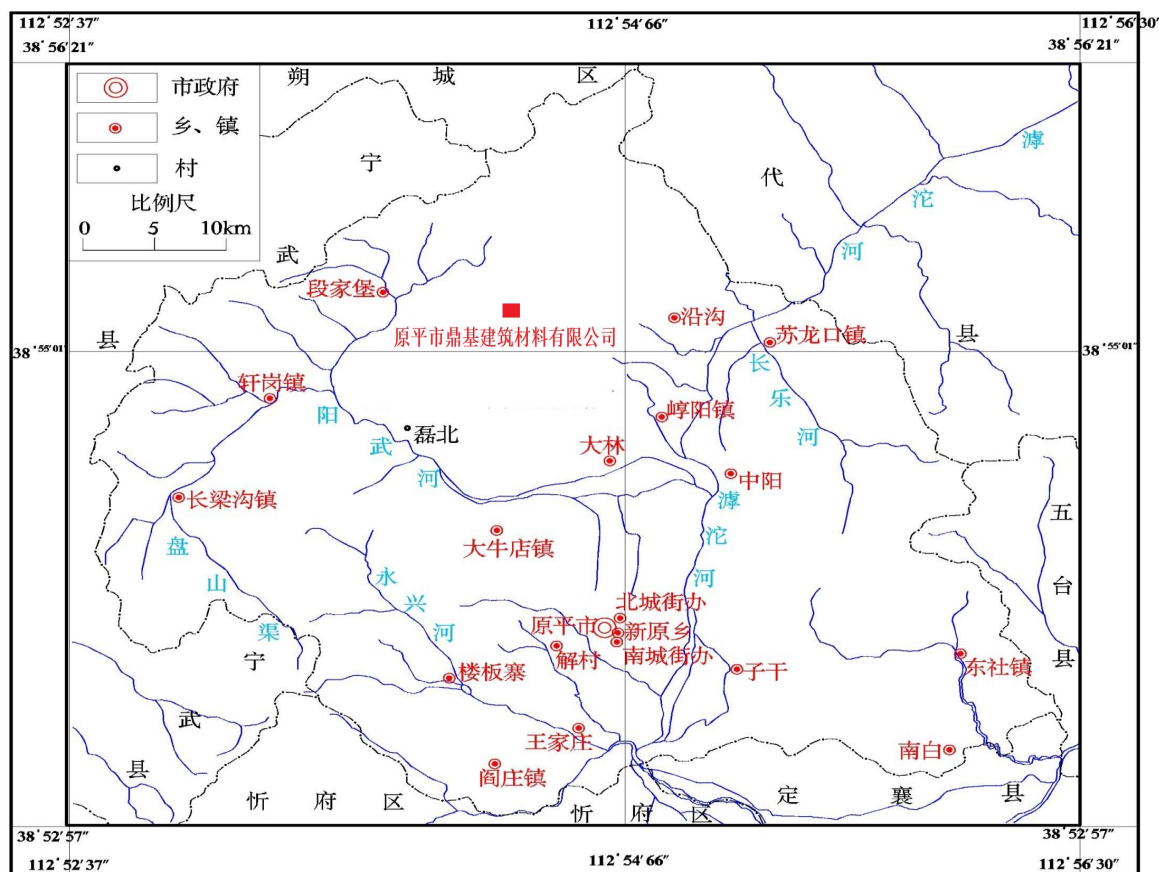 112°52′37″
112°54′66″
112°56′30″
38°56′21″
38°56′21″
市政府
乡、镇
村
比例尺
0 5 10km
朔城区
宁
武
县
代
县
滹
沱
河
段家堡
沿沟
原平市鼎基建筑材料有限公司
苏龙口镇
38°55′01″
38°55′01″
长
乐
河
轩岗镇
阳
武
河
崞阳镇
磊北
大林
中阳
长梁沟镇
滹
沱
河
五
台
县
大牛店镇
盘
山
渠
永
兴
河
北城街办
原平市
新原乡
南城街办
解村
子干
东社镇
宁
武
县
楼板寨
王家庄
南白
阎庄镇
忻府区
忻府区
定襄县
38°52′57″
38°52′57″
112°52′37″
112°54′66″
112°56′30″